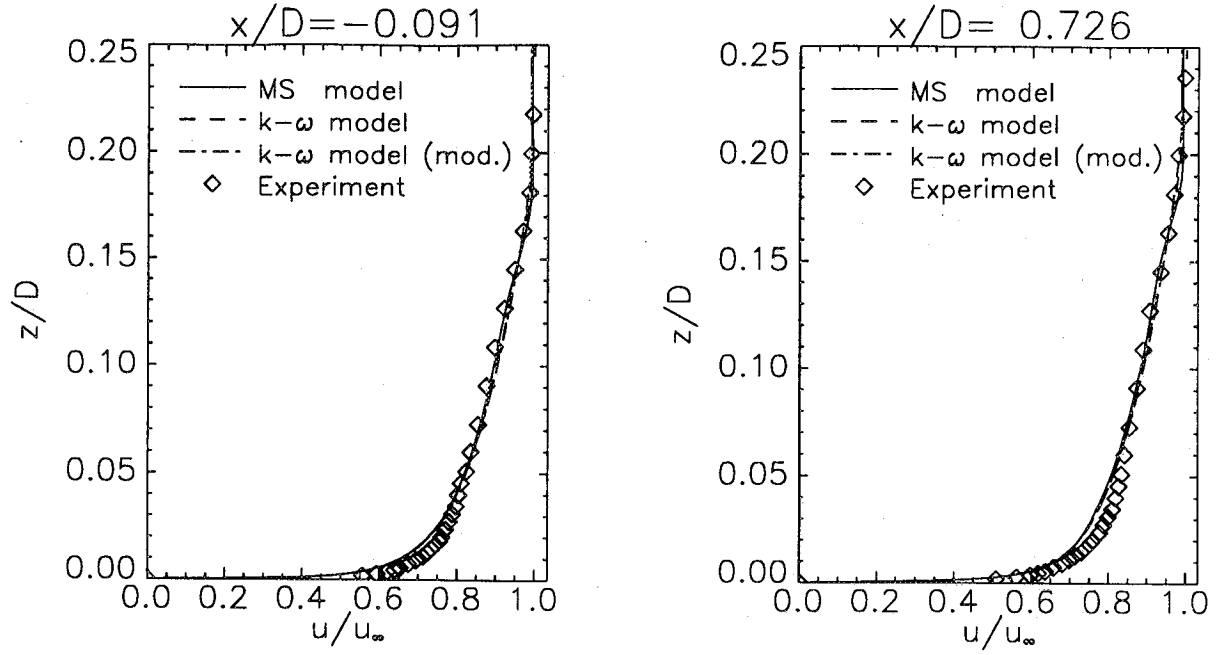 x/D=-0.091
0.25
0.20
0.15
0.10
0.05
0.00
z/D
MS model
k-ω model
k-ω model (mod.)
Experiment
0.0 0.2 0.4 0.6 0.8 1.0
u/u∞
x/D= 0.726
0.25
0.20
0.15
0.10
0.05
0.00
z/D
MS model
k-ω model
k-ω model (mod.)
Experiment
0.0 0.2 0.4 0.6 0.8 1.0
u/u∞